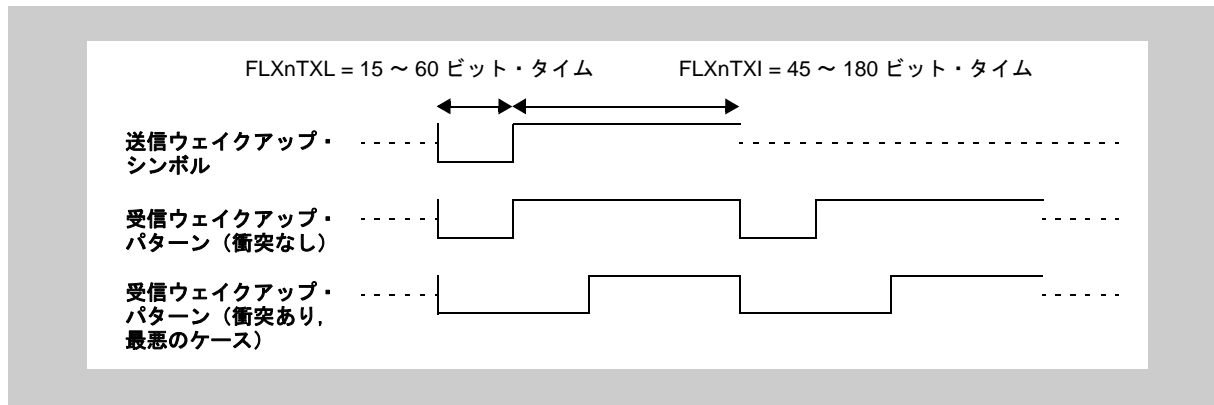 FLXnTXL = 15 ～ 60 ビット・タイム
FLXnTXI = 45 ～ 180 ビット・タイム
送信ウェイクアップ・
シンボル
受信ウェイクアップ・
パターン（衝突なし）
受信ウェイクアップ・
パターン（衝突あり，
最悪のケース）